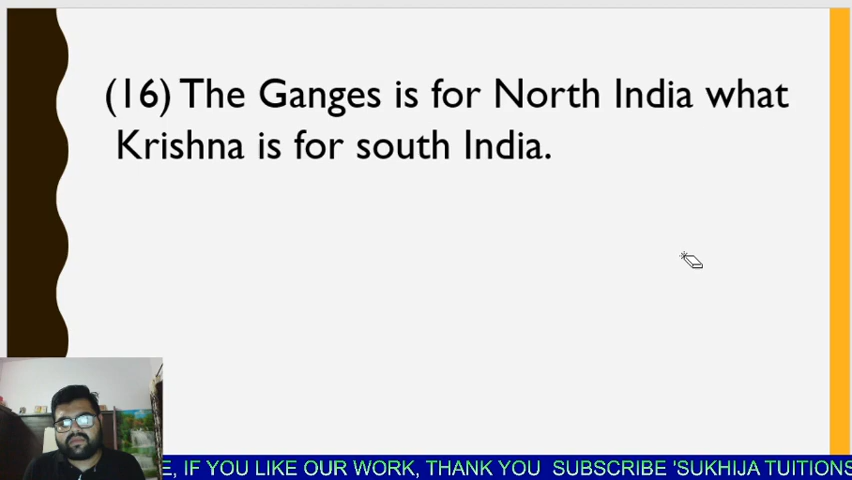 (16) The Ganges is for North India what
Krishna is for south India.
E, IF YOU LIKE OUR WORK, THANK YOU SUBSCRIBE 'SUKHIJA TUITIONS